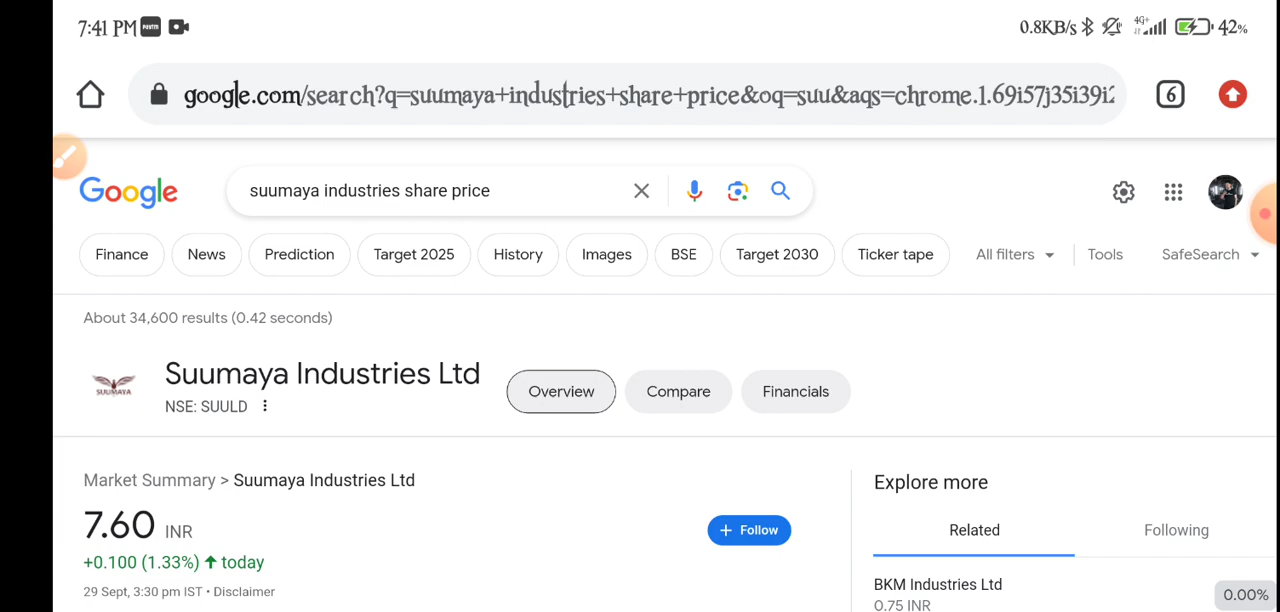 7:41 PM Paytm
0.8KB/s 4G+ 42%
google.com/search?q=suumaya+industries+share+price&oq=suu&aqs=chrome.1.69i57j35i39i2
6
Google
suumaya industries share price
Finance News Prediction Target 2025 History Images BSE Target 2030 Ticker tape All filters Tools SafeSearch
About 34,600 results (0.42 seconds)
SUUMAYA
Suumaya Industries Ltd
NSE: SUULD
Overview Compare Financials
Market Summary > Suumaya Industries Ltd
7.60 INR
+ Follow
+0.100 (1.33%) ↑ today
29 Sept, 3:30 pm IST • Disclaimer
Explore more
Related Following
BKM Industries Ltd
0.75 INR
0.00%